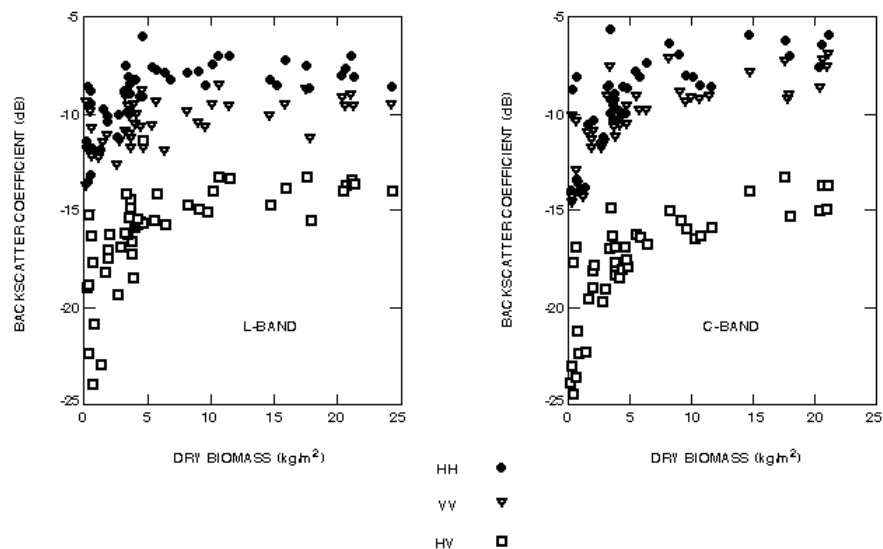 -5
-10
-15
-20
-25
BACKSCATTER COEFFICIENT (dB)
L-BAND
0 5 10 15 20 25
DRY BIOMASS (kg/m²)
-5
-10
-15
-20
-25
BACKSCATTER COEFFICIENT (dB)
C-BAND
0 5 10 15 20 25
DRY BIOMASS (kg/m²)
HH
VV
HV